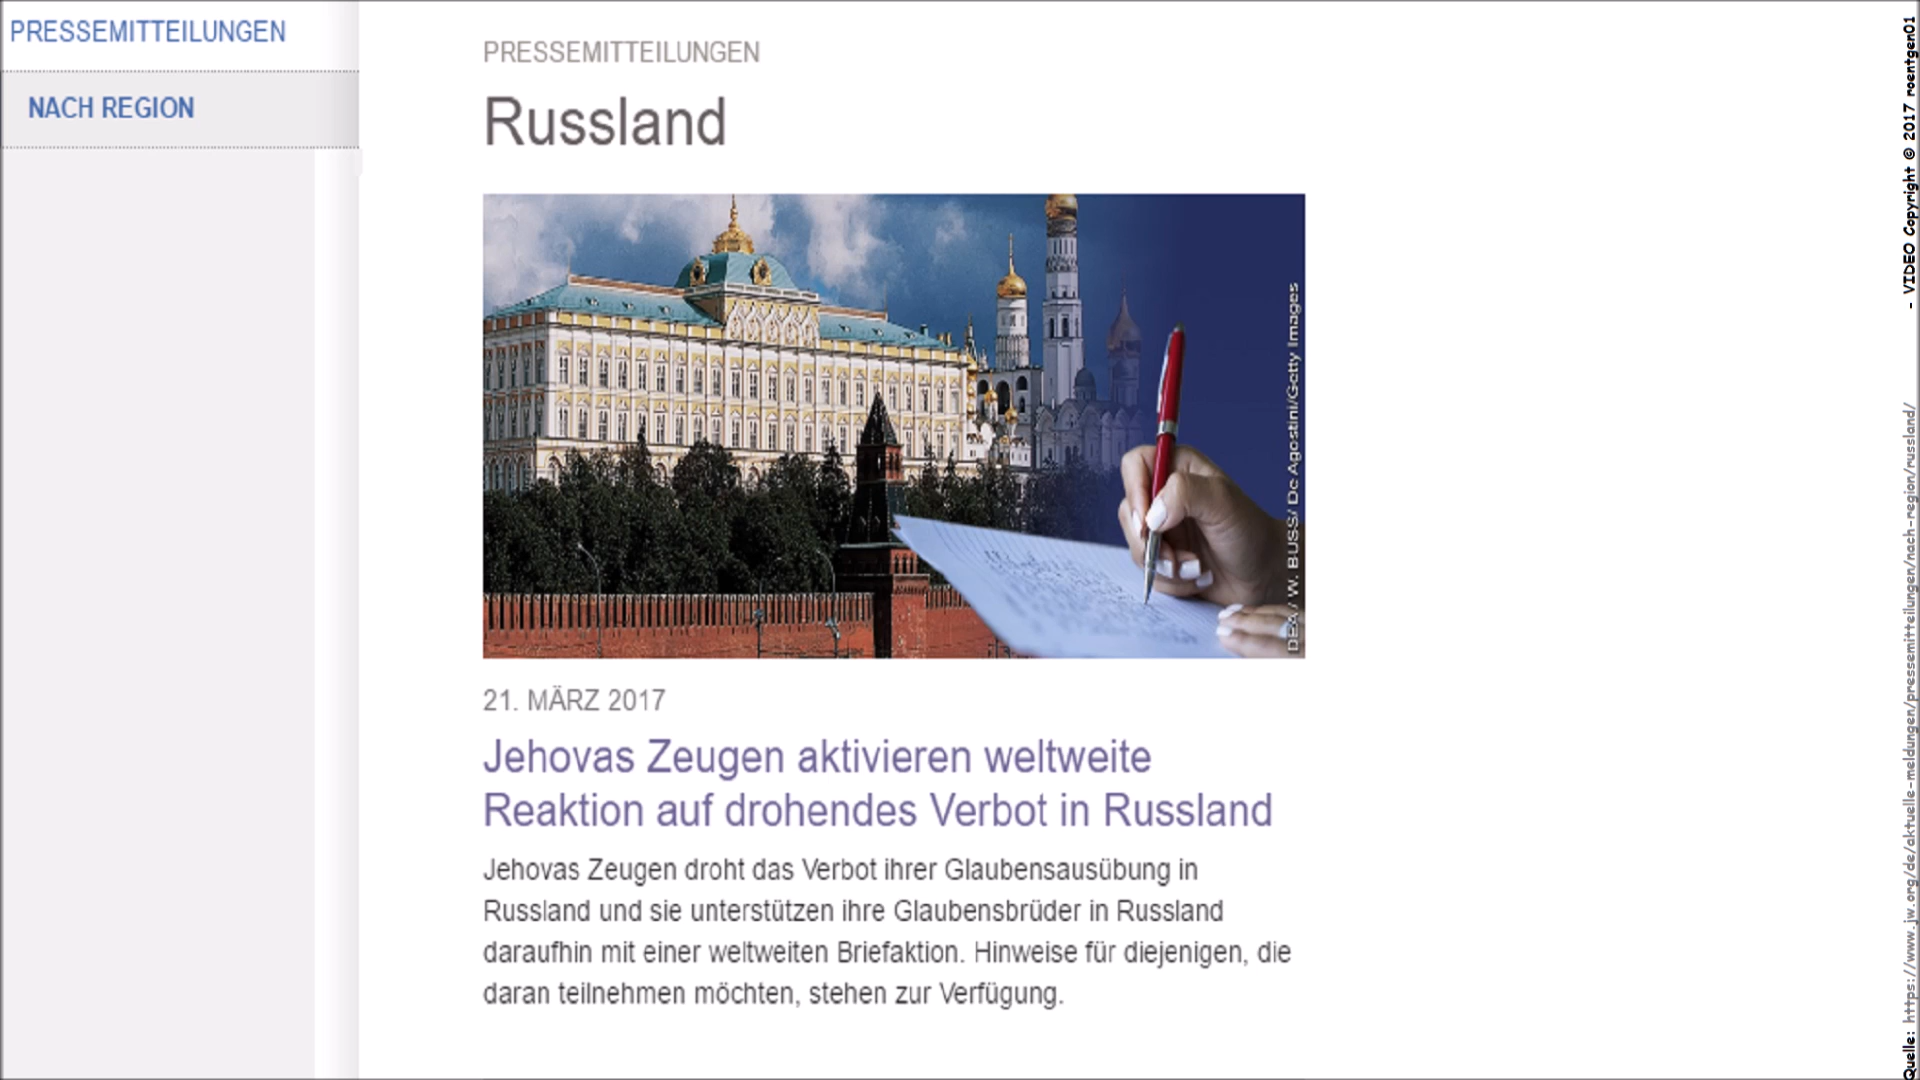 PRESSEMITTEILUNGEN
NACH REGION
PRESSEMITTEILUNGEN
Russland
DEA / W. BUSS/ De Agostini/Getty Images
21. MÄRZ 2017
Jehovas Zeugen aktivieren weltweite
Reaktion auf drohendes Verbot in Russland
Jehovas Zeugen droht das Verbot ihrer Glaubensausübung in
Russland und sie unterstützen ihre Glaubensbrüder in Russland
daraufhin mit einer weltweiten Briefaktion. Hinweise für diejenigen, die
daran teilnehmen möchten, stehen zur Verfügung.
Quelle: https://www.jw.org/de/aktuelle-meldungen/pressemitteilungen/nach-region/russland/ - VIDEO Copyright © 2017 roentgen01